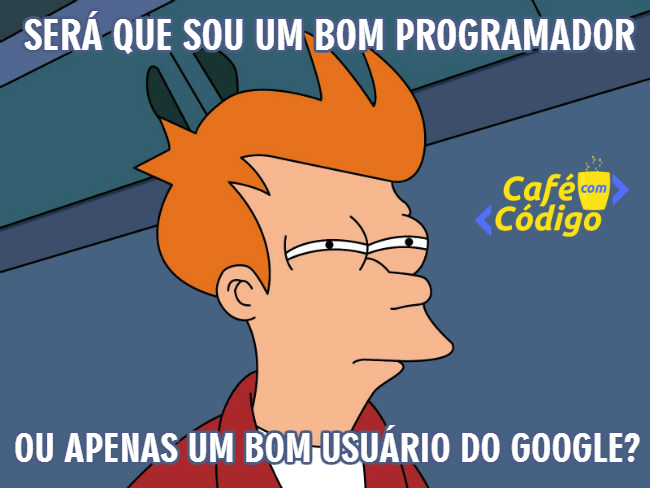 SERÁ QUE SOU UM BOM PROGRAMADOR
Café
com
Código
OU APENAS UM BOM USUÁRIO DO GOOGLE?